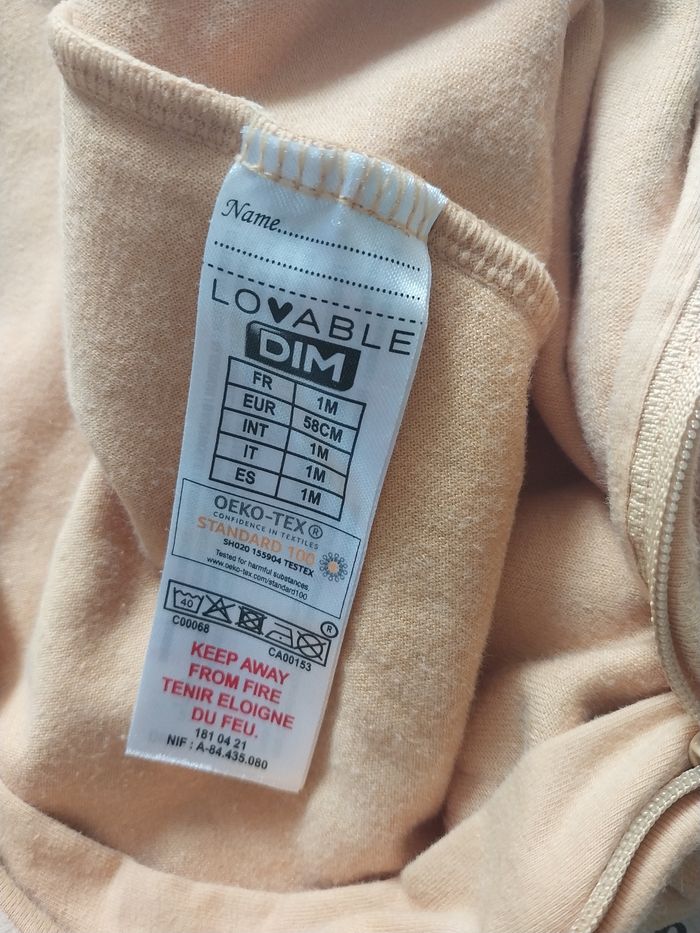 Name....................
..............................
..............................
LOVABLE
DIM
FR 1M
EUR 58CM
INT 1M
IT 1M
ES 1M
OEKO-TEX®
CONFIDENCE IN TEXTILES
STANDARD 100
SH020 155904 TESTEX
Tested for harmful substances.
www.oeko-tex.com/standard100
40
®
C00068
CA00153
KEEP AWAY
FROM FIRE
TENIR ELOIGNE
DU FEU.
181 04 21
NIF : A-84.435.080